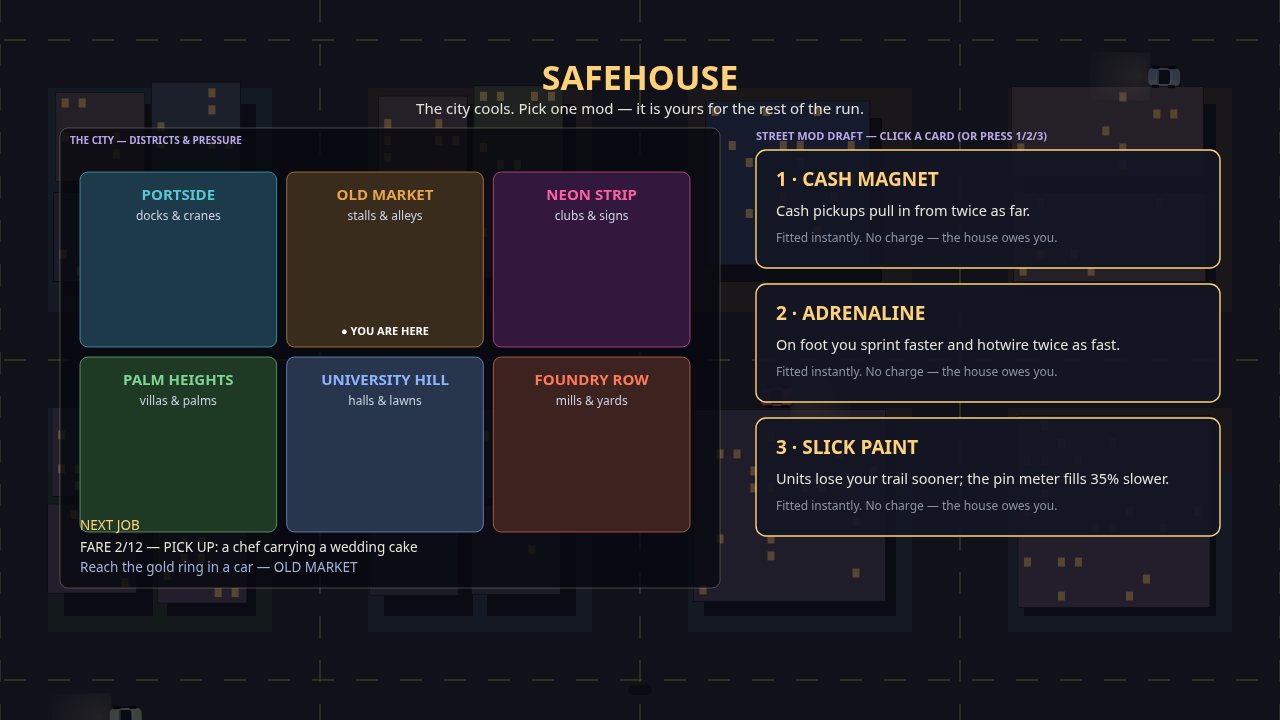 SAFEHOUSE
The city cools. Pick one mod — it is yours for the rest of the run.
THE CITY — DISTRICTS & PRESSURE
PORTSIDE
docks & cranes
OLD MARKET
stalls & alleys
● YOU ARE HERE
NEON STRIP
clubs & signs
PALM HEIGHTS
villas & palms
UNIVERSITY HILL
halls & lawns
FOUNDRY ROW
mills & yards
NEXT JOB
FARE 2/12 — PICK UP: a chef carrying a wedding cake
Reach the gold ring in a car — OLD MARKET
STREET MOD DRAFT — CLICK A CARD (OR PRESS 1/2/3)
1 · CASH MAGNET
Cash pickups pull in from twice as far.
Fitted instantly. No charge — the house owes you.
2 · ADRENALINE
On foot you sprint faster and hotwire twice as fast.
Fitted instantly. No charge — the house owes you.
3 · SLICK PAINT
Units lose your trail sooner; the pin meter fills 35% slower.
Fitted instantly. No charge — the house owes you.